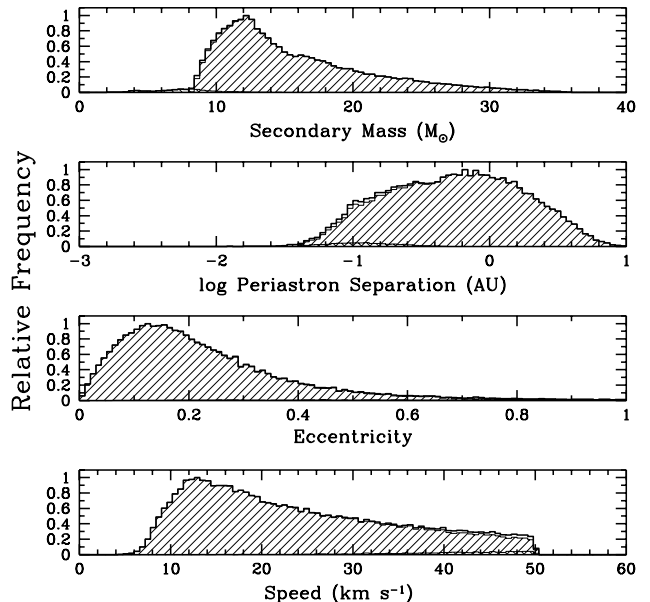 Relative Frequency
1
0.8
0.6
0.4
0.2
0
0 10 20 30 40
Secondary Mass (M⊙)
1
0.8
0.6
0.4
0.2
0
−3 −2 −1 0 1
log Periastron Separation (AU)
1
0.8
0.6
0.4
0.2
0
0 0.2 0.4 0.6 0.8 1
Eccentricity
1
0.8
0.6
0.4
0.2
0
0 10 20 30 40 50 60
Speed (km s⁻¹)